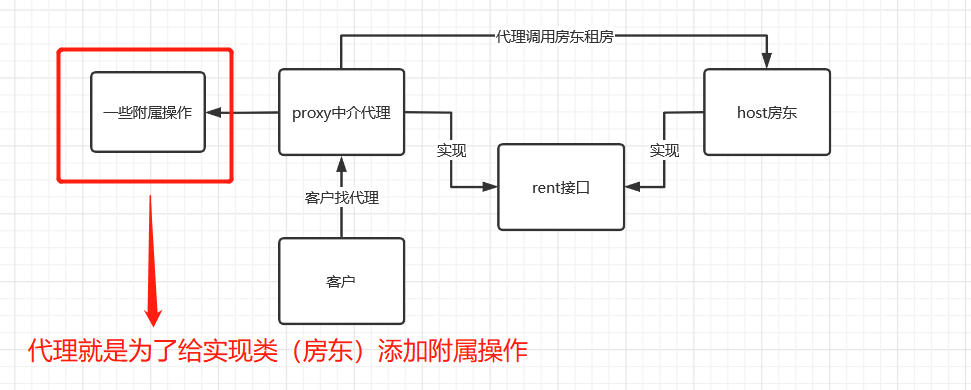 代理调用房东租房
一些附属操作
proxy中介代理
host房东
实现
实现
rent接口
客户找代理
客户
代理就是为了给实现类（房东）添加附属操作